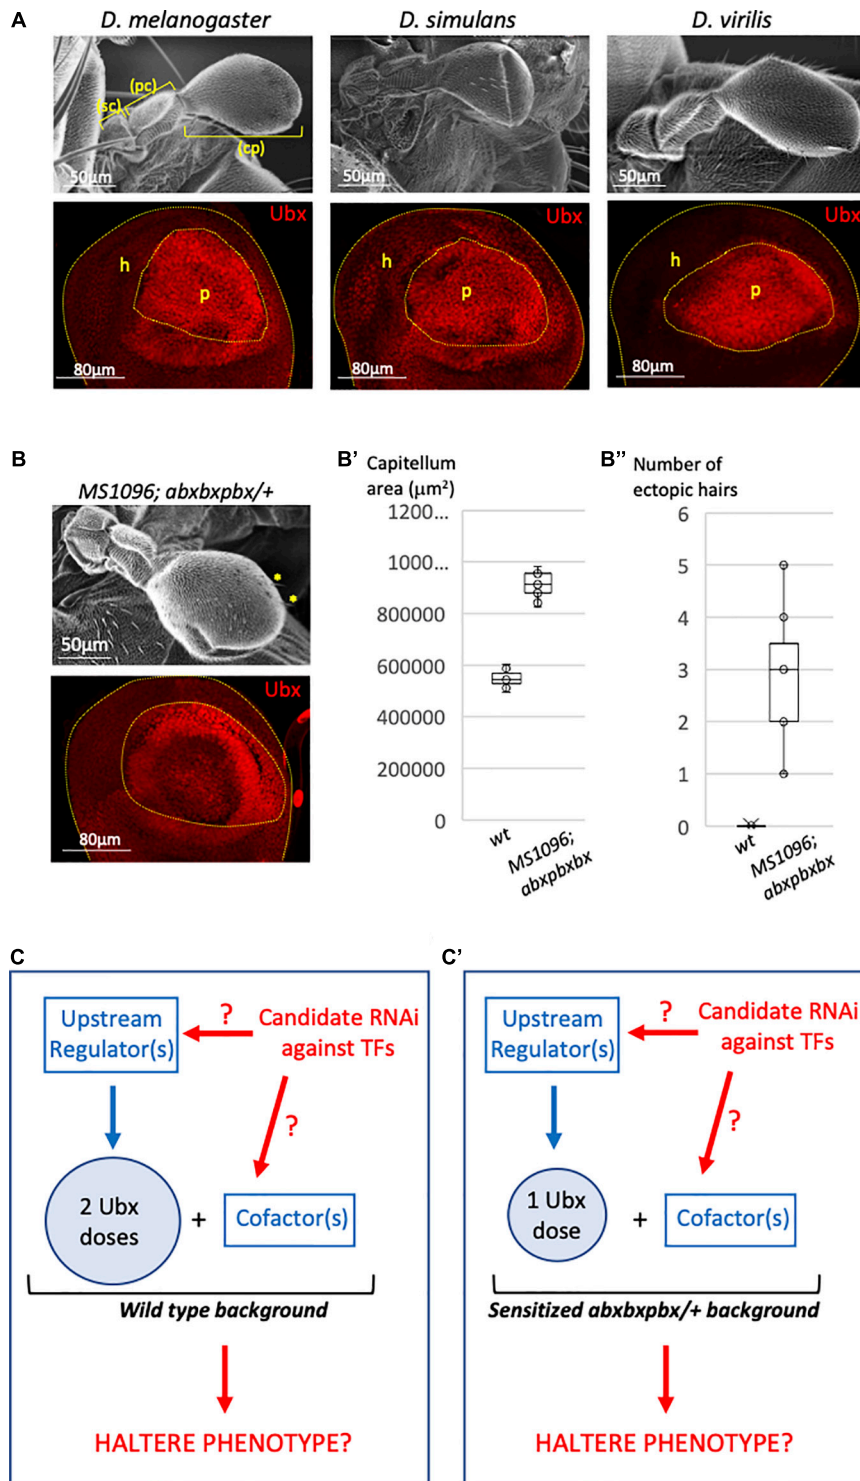 A
D. melanogaster
D. simulans
D. virilis
(pc)
(sc)
(cp)
50µm
50µm
50µm
Ubx
Ubx
Ubx
h
p
h
p
h
p
80µm
80µm
80µm
B
MS1096; abxbxpbx/+
*
*
50µm
Ubx
80µm
B’
Capitellum
area (µm²)
1200...
1000...
800000
600000
400000
200000
0
wt
MS1096;
abxpbxbx
B’’
Number of
ectopic hairs
6
5
4
3
2
1
0
wt
MS1096;
abxpbxbx
C
Upstream
Regulator(s)
?
Candidate RNAi
against TFs
?
2 Ubx
doses
+
Cofactor(s)
Wild type background
HALTERE PHENOTYPE?
C’
Upstream
Regulator(s)
?
Candidate RNAi
against TFs
?
1 Ubx
dose
+
Cofactor(s)
Sensitized abxbxpbx/+ background
HALTERE PHENOTYPE?